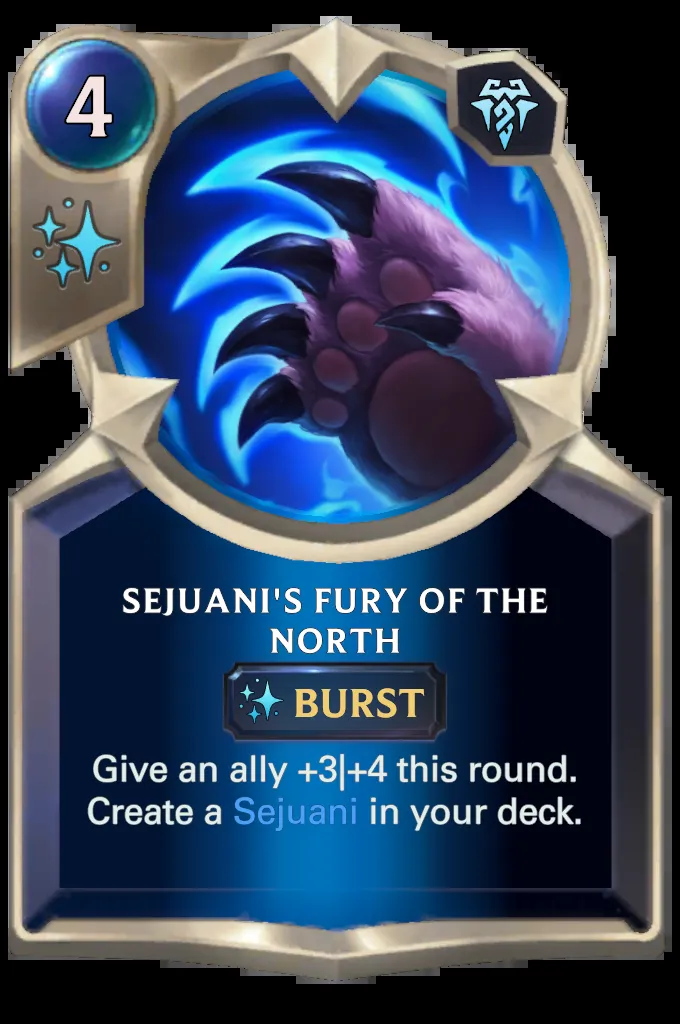 4
SEJUANI'S FURY OF THE
NORTH
BURST
Give an ally +3|+4 this round.
Create a Sejuani in your deck.